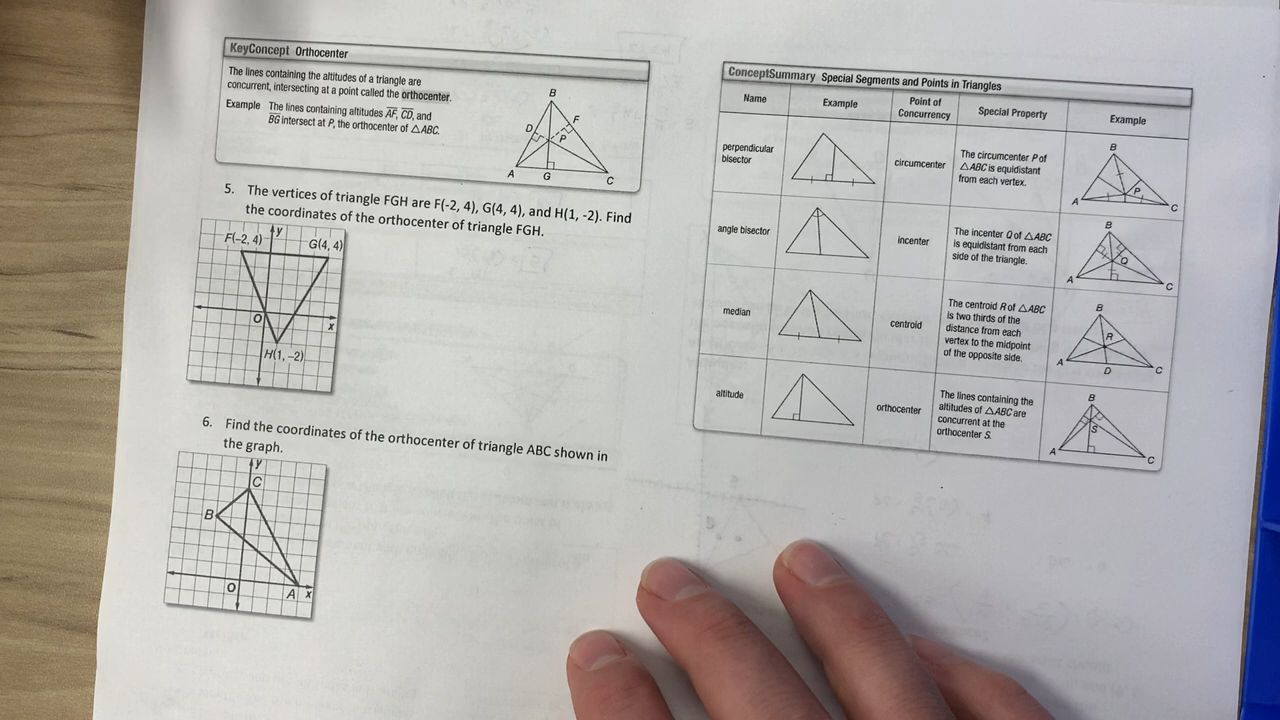 KeyConcept Orthocenter
The lines containing the altitudes of a triangle are
concurrent, intersecting at a point called the orthocenter.
Example The lines containing altitudes AF, CD, and
BG intersect at P, the orthocenter of △ABC.
B
D
F
P
A
G
C
5. The vertices of triangle FGH are F(-2, 4), G(4, 4), and H(1, -2). Find
the coordinates of the orthocenter of triangle FGH.
F(−2, 4)
y
G(4, 4)
O
x
H(1, −2)
6. Find the coordinates of the orthocenter of triangle ABC shown in
the graph.
y
C
B
O
A
x
ConceptSummary Special Segments and Points in Triangles
Name
Example
Point of
Concurrency
Special Property
Example
perpendicular
bisector
circumcenter
The circumcenter P of
△ABC is equidistant
from each vertex.
B
P
A
C
angle bisector
incenter
The incenter Q of △ABC
is equidistant from each
side of the triangle.
B
Q
A
C
median
centroid
The centroid R of △ABC
is two thirds of the
distance from each
vertex to the midpoint
of the opposite side.
B
R
A
D
C
altitude
orthocenter
The lines containing the
altitudes of △ABC are
concurrent at the
orthocenter S.
B
S
A
C